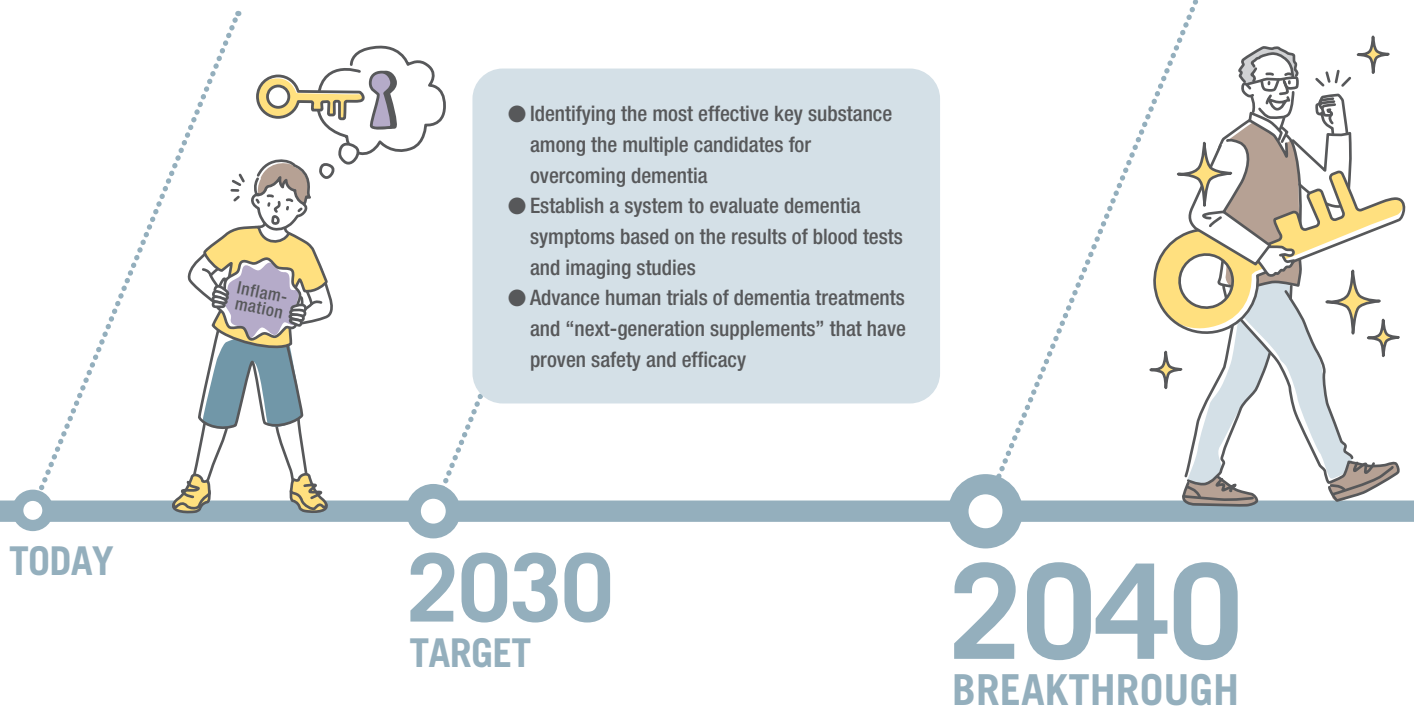 ● Identifying the most effective key substance
among the multiple candidates for
overcoming dementia
● Establish a system to evaluate dementia
symptoms based on the results of blood tests
and imaging studies
● Advance human trials of dementia treatments
and “next-generation supplements” that have
proven safety and efficacy
Inflam-
mation
TODAY
2030
TARGET
2040
BREAKTHROUGH